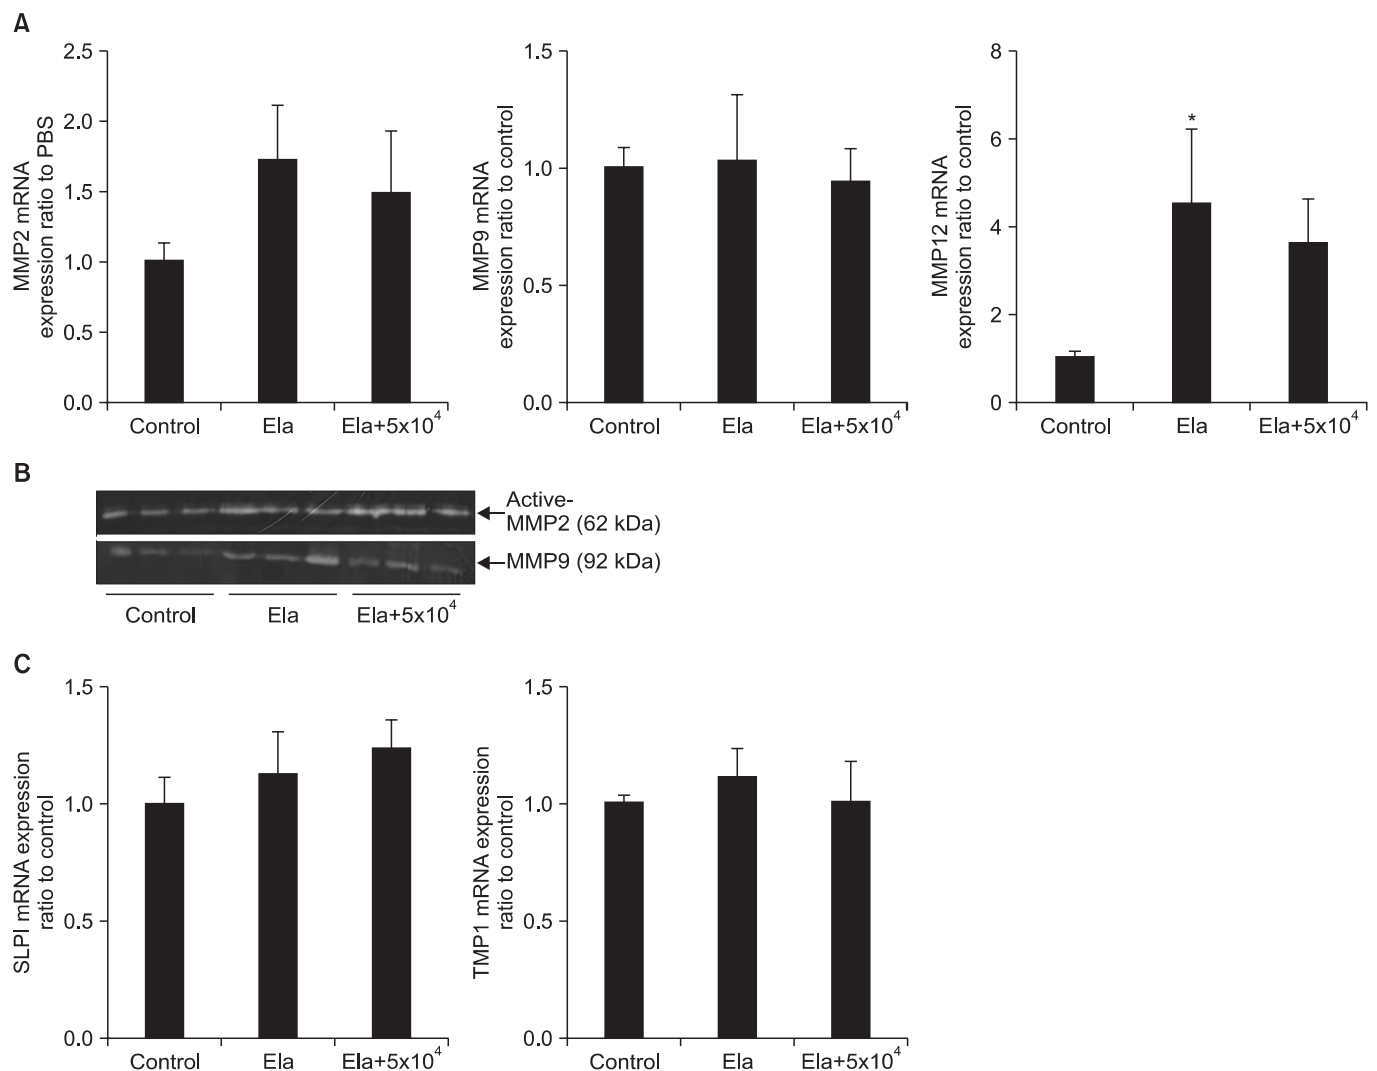 A
MMP2 mRNA
expression ratio to PBS
2.5
2.0
1.5
1.0
0.5
0.0
Control Ela Ela+5x10⁴
MMP9 mRNA
expression ratio to control
1.5
1.0
0.5
0.0
Control Ela Ela+5x10⁴
MMP12 mRNA
expression ratio to control
8
6
4
2
0
*
Control Ela Ela+5x10⁴
B
Active-
MMP2 (62 kDa)
MMP9 (92 kDa)
Control Ela Ela+5x10⁴
C
SLPI mRNA expression
ratio to control
1.5
1.0
0.5
0.0
Control Ela Ela+5x10⁴
TMP1 mRNA expression
ratio to control
1.5
1.0
0.5
0.0
Control Ela Ela+5x10⁴